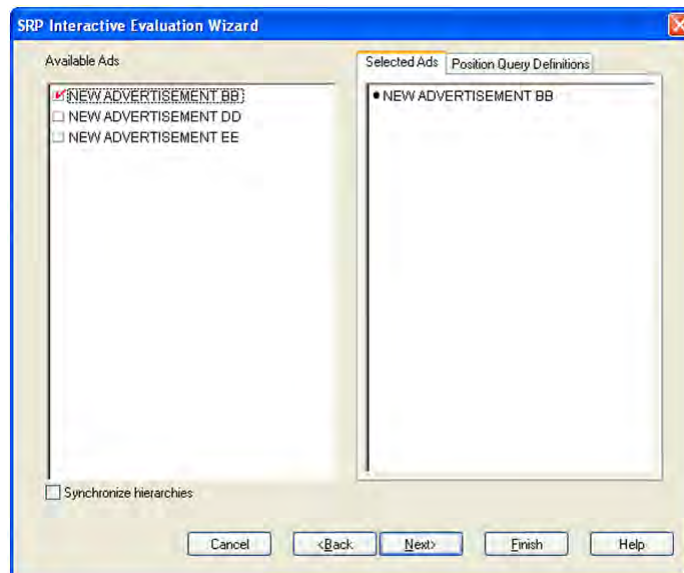 SRP Interactive Evaluation Wizard
Available Ads
NEW ADVERTISEMENT BB
NEW ADVERTISEMENT DD
NEW ADVERTISEMENT EE
Synchronize hierarchies
Selected Ads Position Query Definitions
NEW ADVERTISEMENT BB
Cancel <Back Next> Finish Help